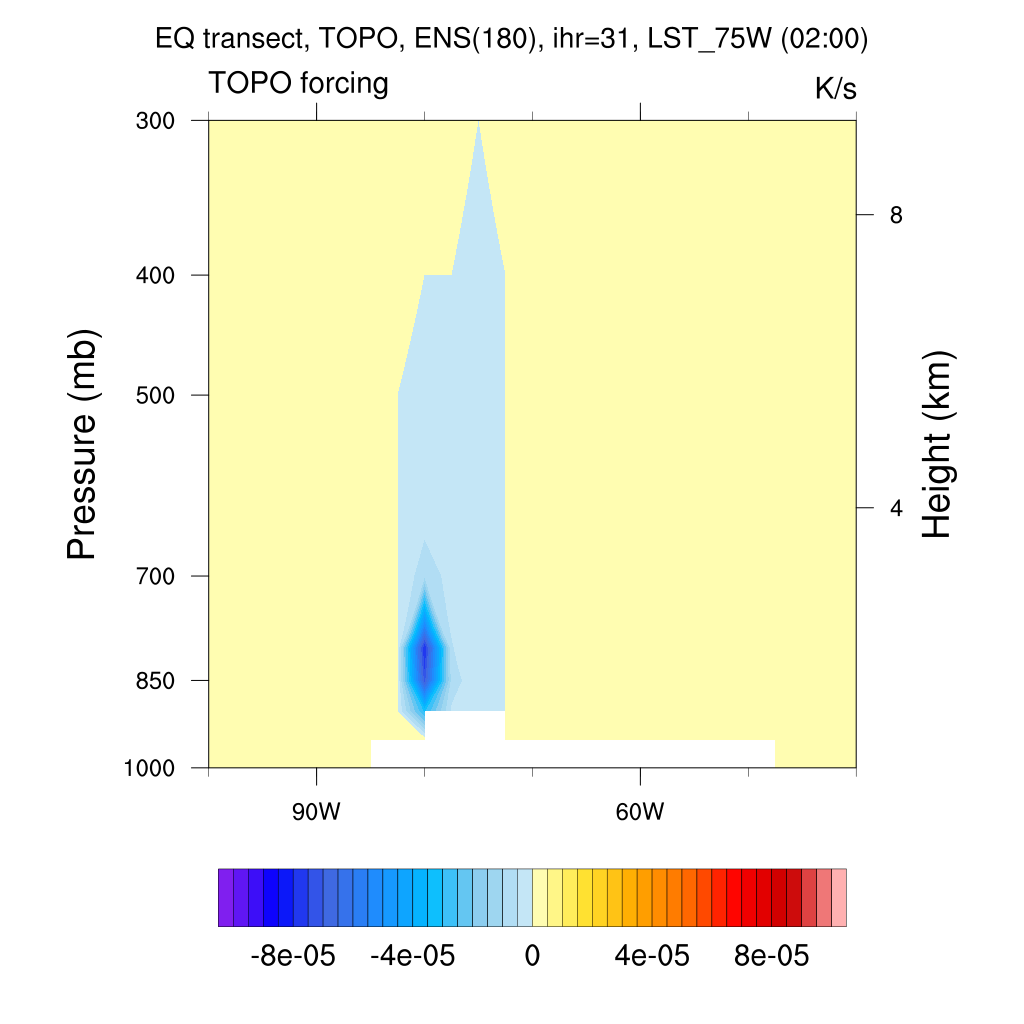 EQ transect, TOPO, ENS(180), ihr=31, LST_75W (02:00)
TOPO forcing
K/s
300
400
500
700
850
1000
Pressure (mb)
8
4
Height (km)
90W
60W
-8e-05
-4e-05
0
4e-05
8e-05